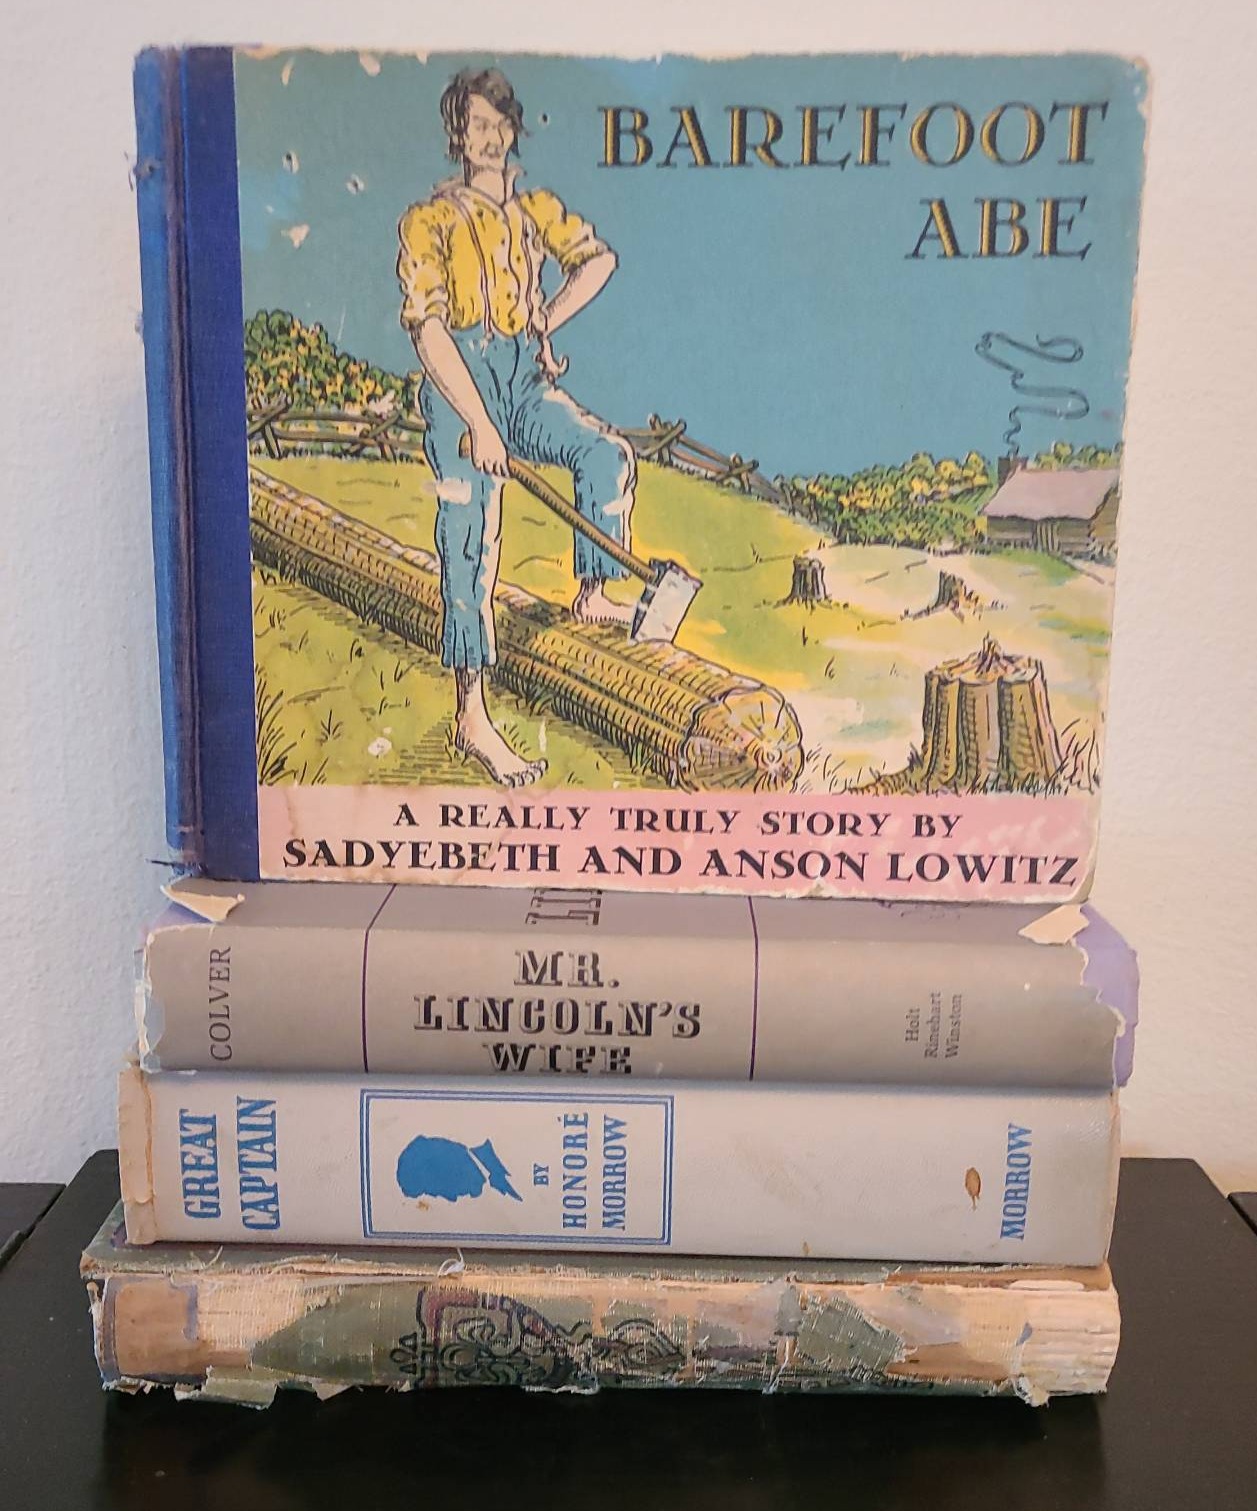 BAREFOOT
ABE
A REALLY TRULY STORY BY
SADYEBETH AND ANSON LOWITZ
COLVER
MR.
LINCOLN'S
WIFE
Holt
Rinehart
Winston
GREAT
CAPTAIN
BY
HONORÉ
MORROW
MORROW